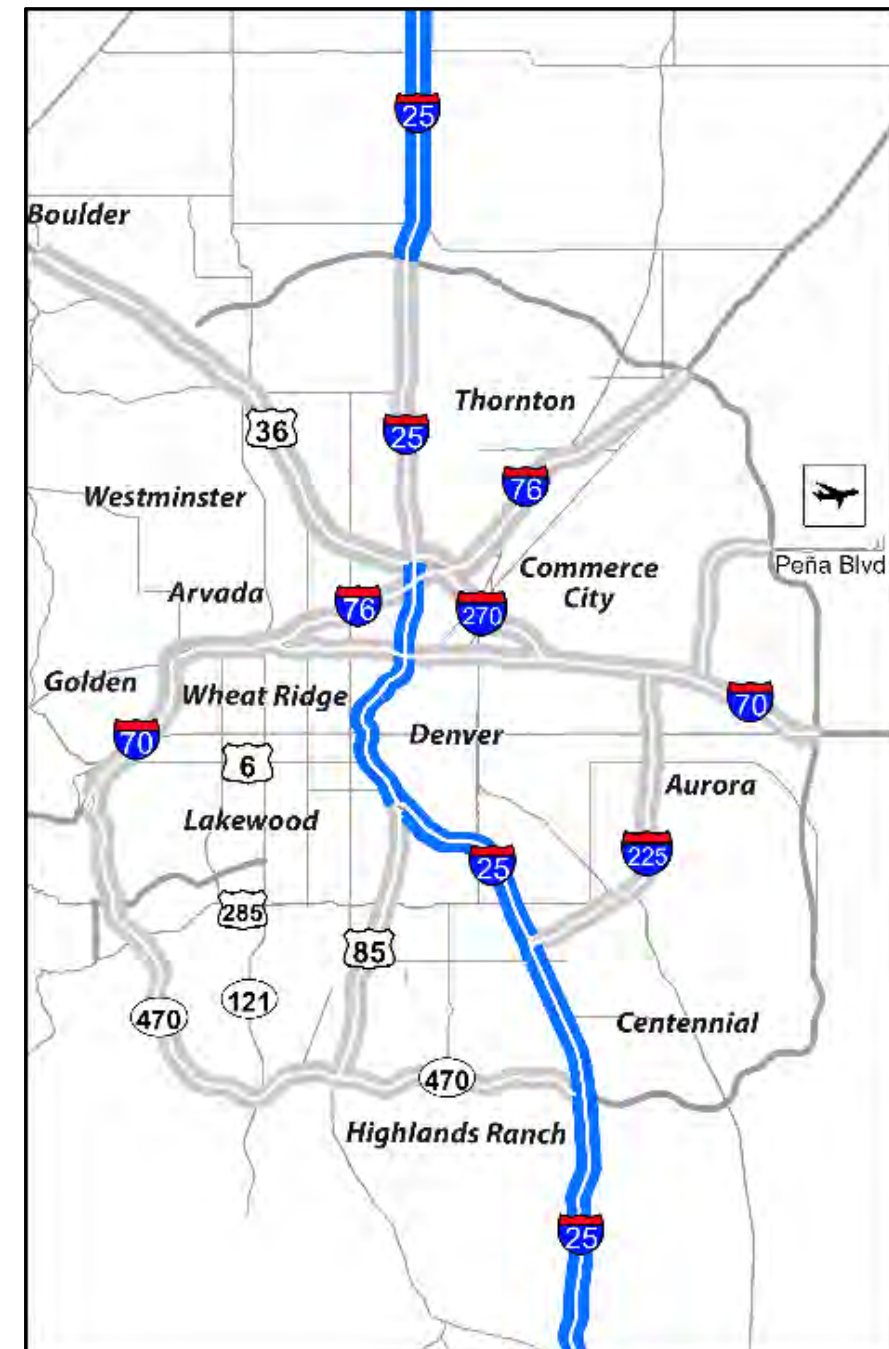 25
Boulder
Thornton
36
25
76
Westminster
Peña Blvd
Commerce
City
Arvada
76
270
Golden
Wheat Ridge
70
70
Denver
6
Aurora
Lakewood
25
225
285
85
121
470
Centennial
470
Highlands Ranch
25